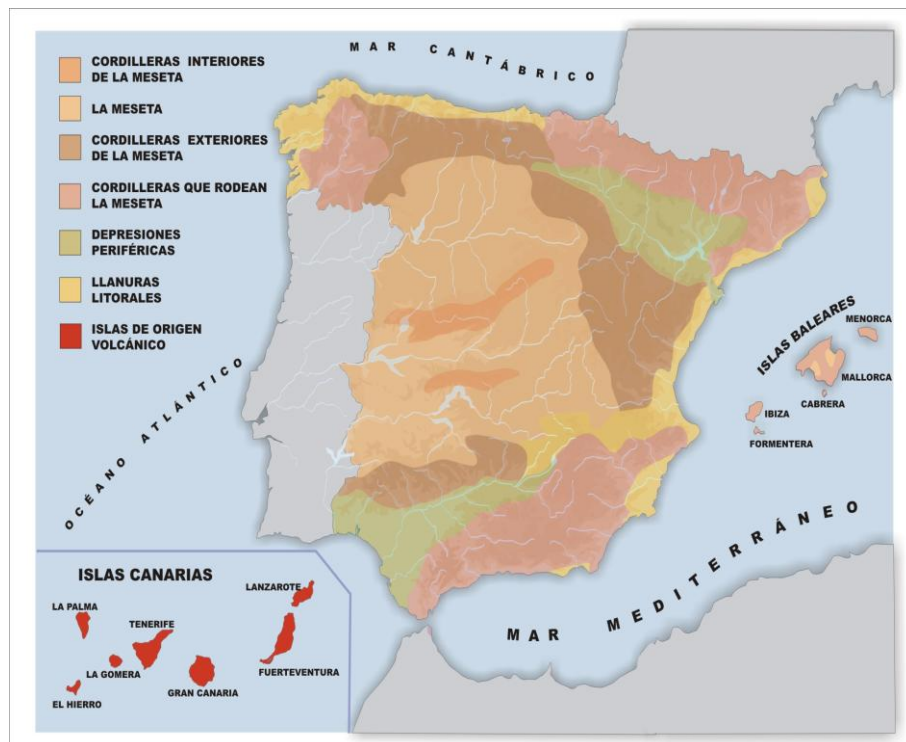 MAR CANTÁBRICO
CORDILLERAS INTERIORES
DE LA MESETA
LA MESETA
CORDILLERAS EXTERIORES
DE LA MESETA
CORDILLERAS QUE RODEAN
LA MESETA
DEPRESIONES
PERIFÉRICAS
LLANURAS
LITORALES
ISLAS DE ORIGEN
VOLCÁNICO
ISLAS BALEARES
MENORCA
MALLORCA
CABRERA
IBIZA
FORMENTERA
OCÉANO ATLÁNTICO
MAR MEDITERRÁNEO
ISLAS CANARIAS
LANZAROTE
LA PALMA
TENERIFE
LA GOMERA
FUERTEVENTURA
GRAN CANARIA
EL HIERRO